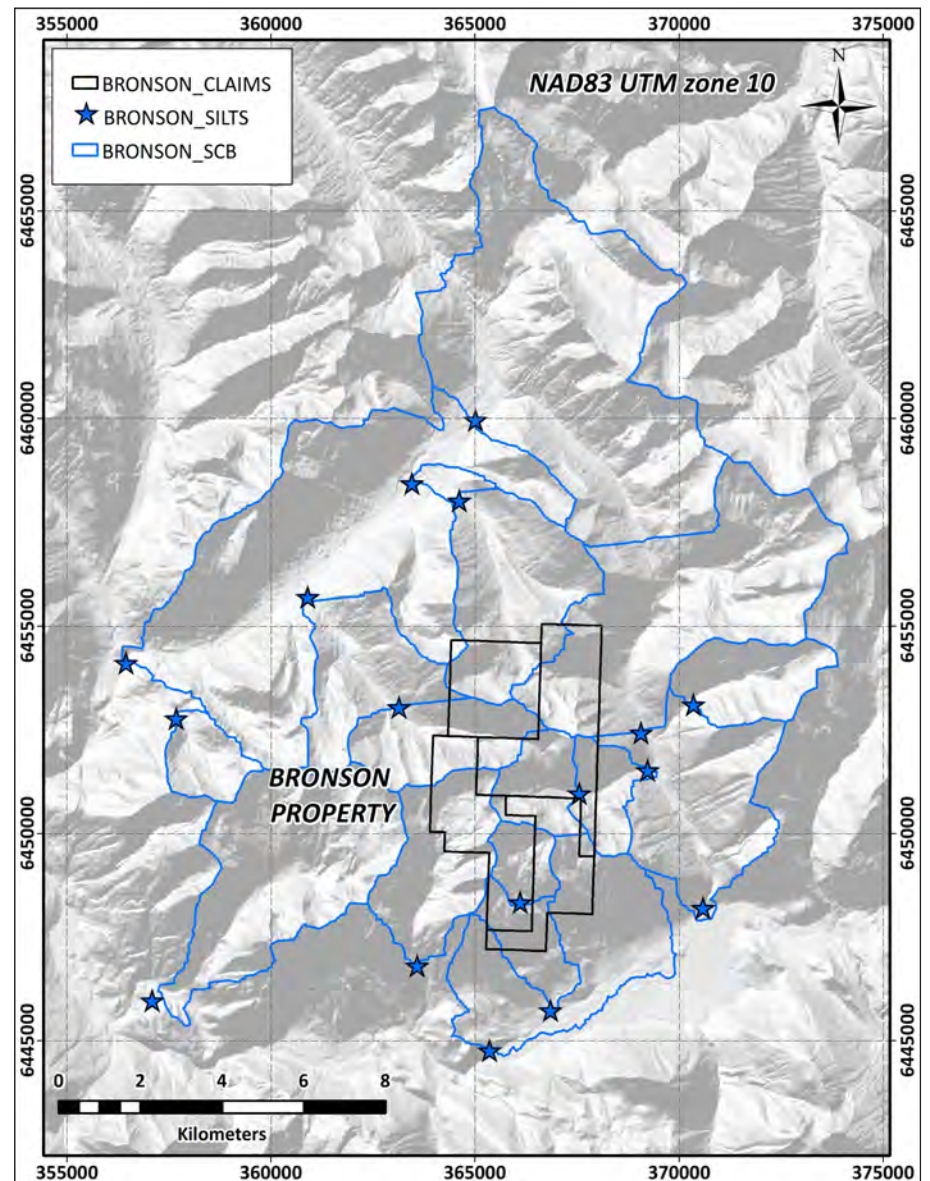 355000 360000 365000 370000 375000
BRONSON_CLAIMS
BRONSON_SILTS
BRONSON_SCB
NAD83 UTM zone 10
N
6465000 6465000
6460000 6460000
6455000 6455000
BRONSON
PROPERTY
6450000 6450000
6445000 6445000
0 2 4 6 8
Kilometers
355000 360000 365000 370000 375000